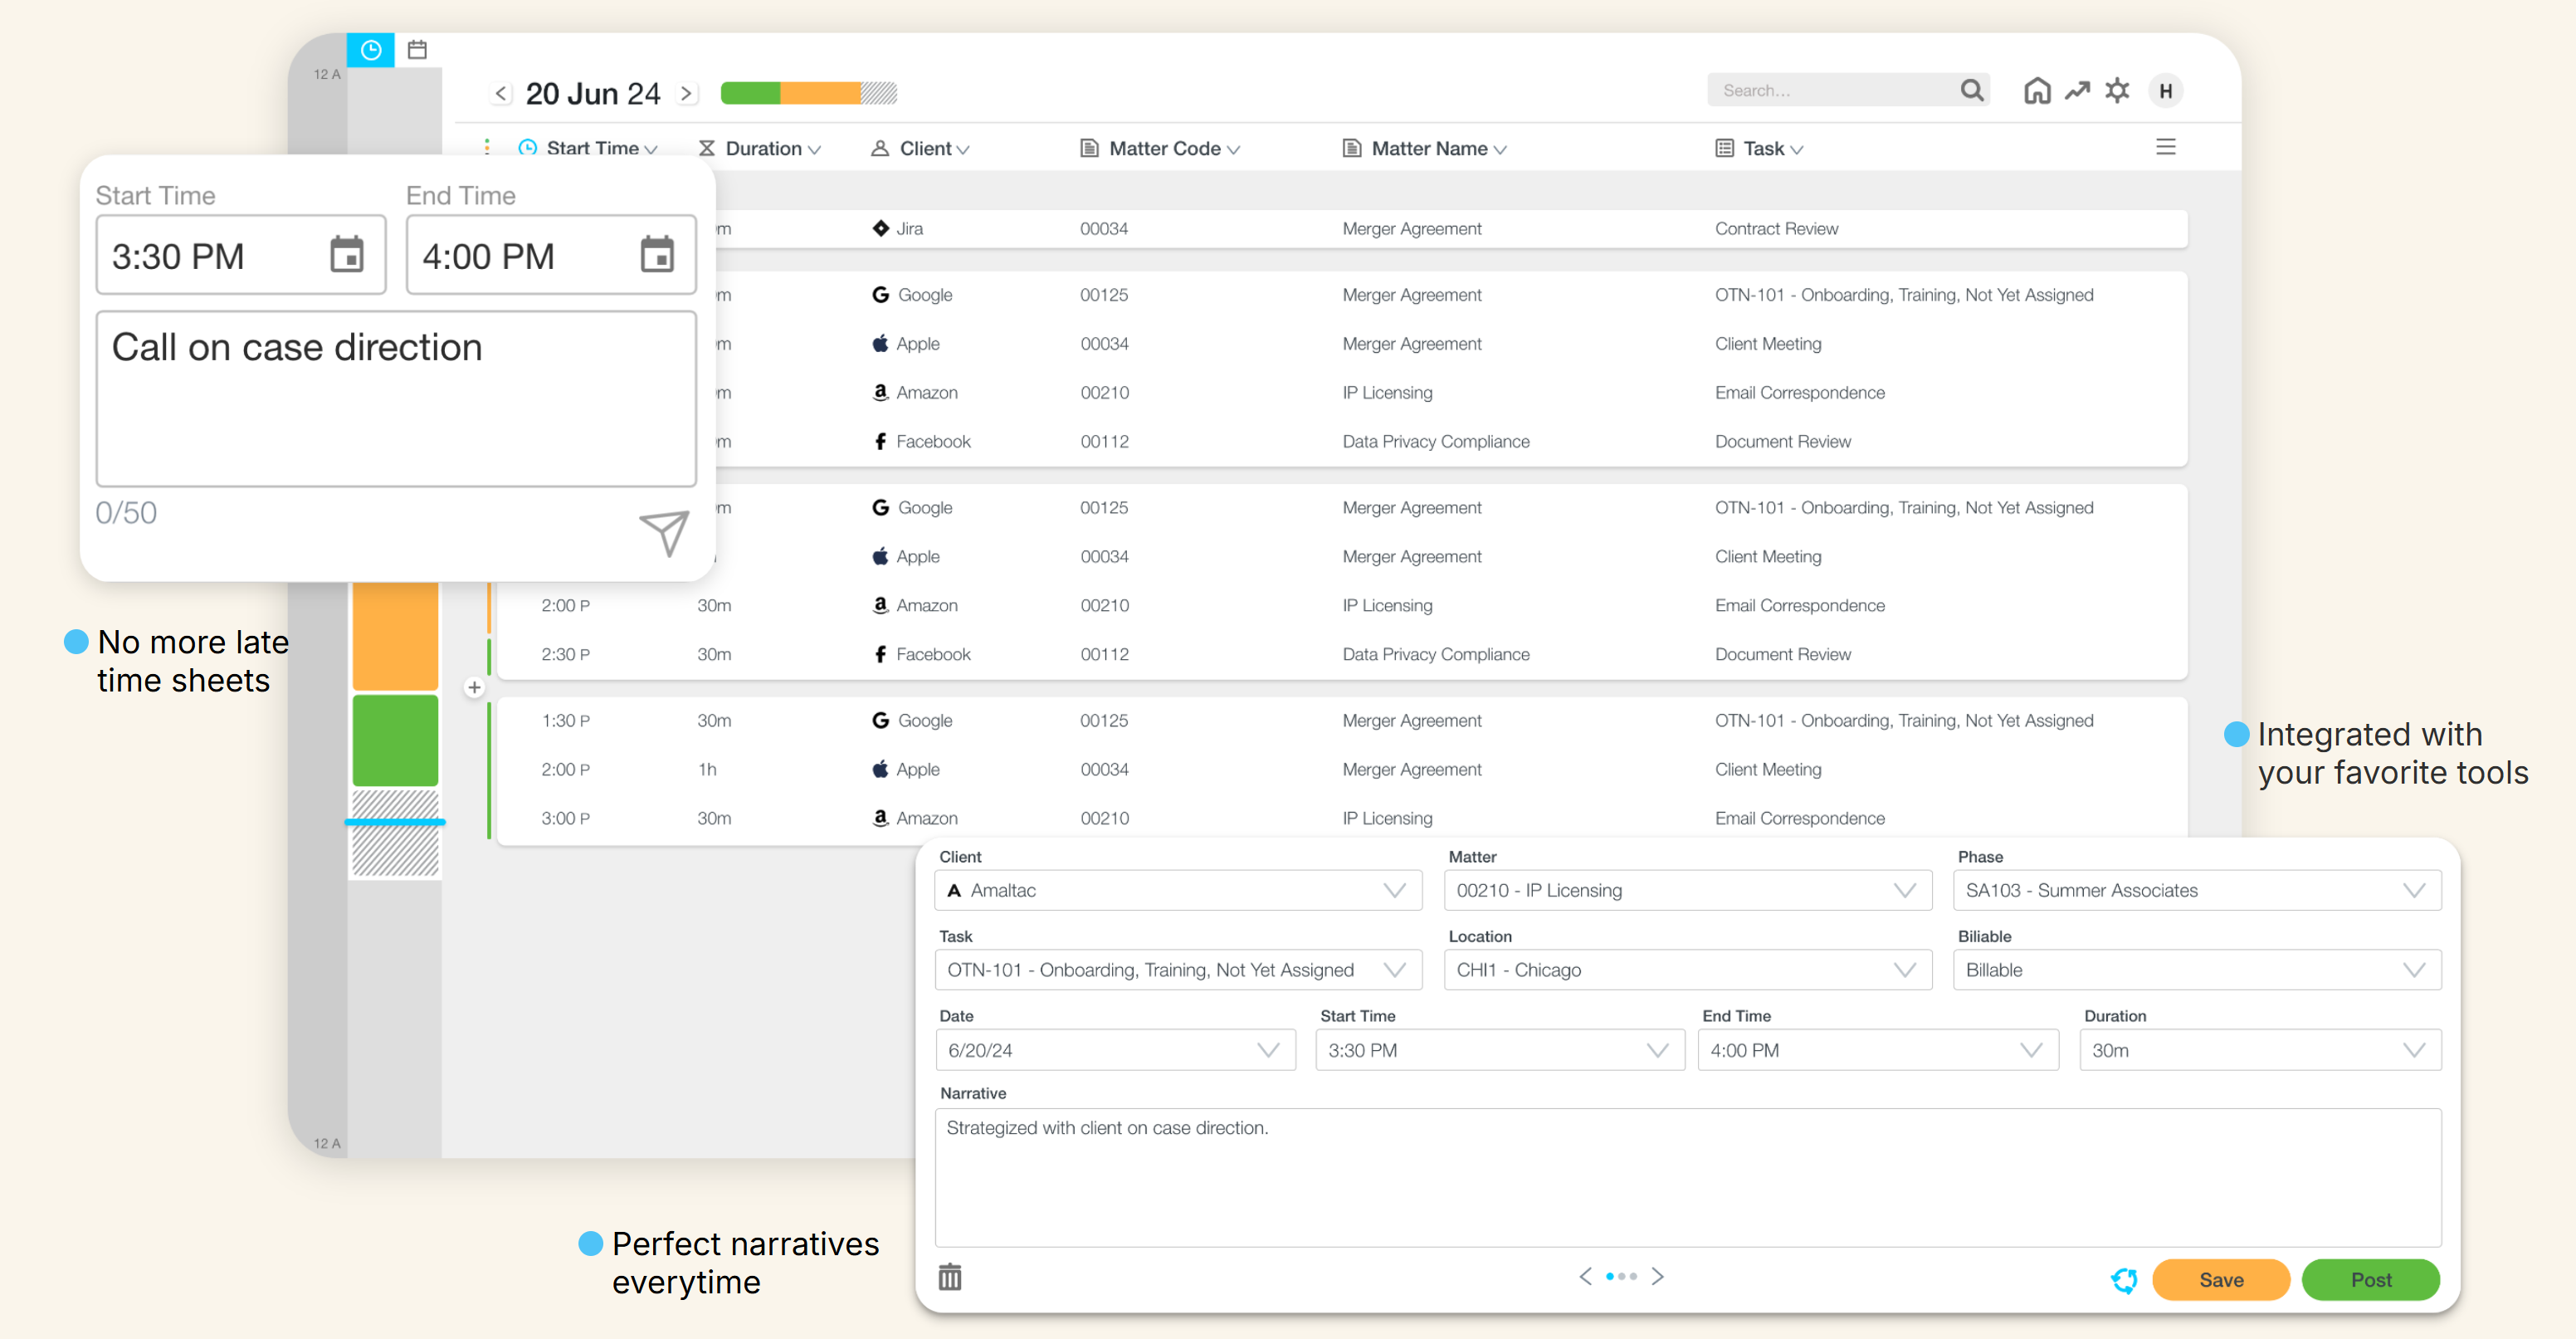 12 A
20 Jun 24
Search...
H
Start Time
Duration
Client
Matter Code
Matter Name
Task
Start Time
End Time
3:30 PM
4:00 PM
Call on case direction
0/50
m Jira 00034 Merger Agreement Contract Review
m Google 00125 Merger Agreement OTN-101 - Onboarding, Training, Not Yet Assigned
m Apple 00034 Merger Agreement Client Meeting
m Amazon 00210 IP Licensing Email Correspondence
m Facebook 00112 Data Privacy Compliance Document Review
m Google 00125 Merger Agreement OTN-101 - Onboarding, Training, Not Yet Assigned
Apple 00034 Merger Agreement Client Meeting
2:00 P 30m Amazon 00210 IP Licensing Email Correspondence
2:30 P 30m Facebook 00112 Data Privacy Compliance Document Review
1:30 P 30m Google 00125 Merger Agreement OTN-101 - Onboarding, Training, Not Yet Assigned
2:00 P 1h Apple 00034 Merger Agreement Client Meeting
3:00 P 30m Amazon 00210 IP Licensing Email Correspondence
No more late
time sheets
Integrated with
your favorite tools
Client
Matter
Phase
Amaltac
00210 - IP Licensing
SA103 - Summer Associates
Task
Location
Biliable
OTN-101 - Onboarding, Training, Not Yet Assigned
CHI1 - Chicago
Billable
Date
Start Time
End Time
Duration
6/20/24
3:30 PM
4:00 PM
30m
Narrative
Strategized with client on case direction.
12 A
Perfect narratives
everytime
Save
Post